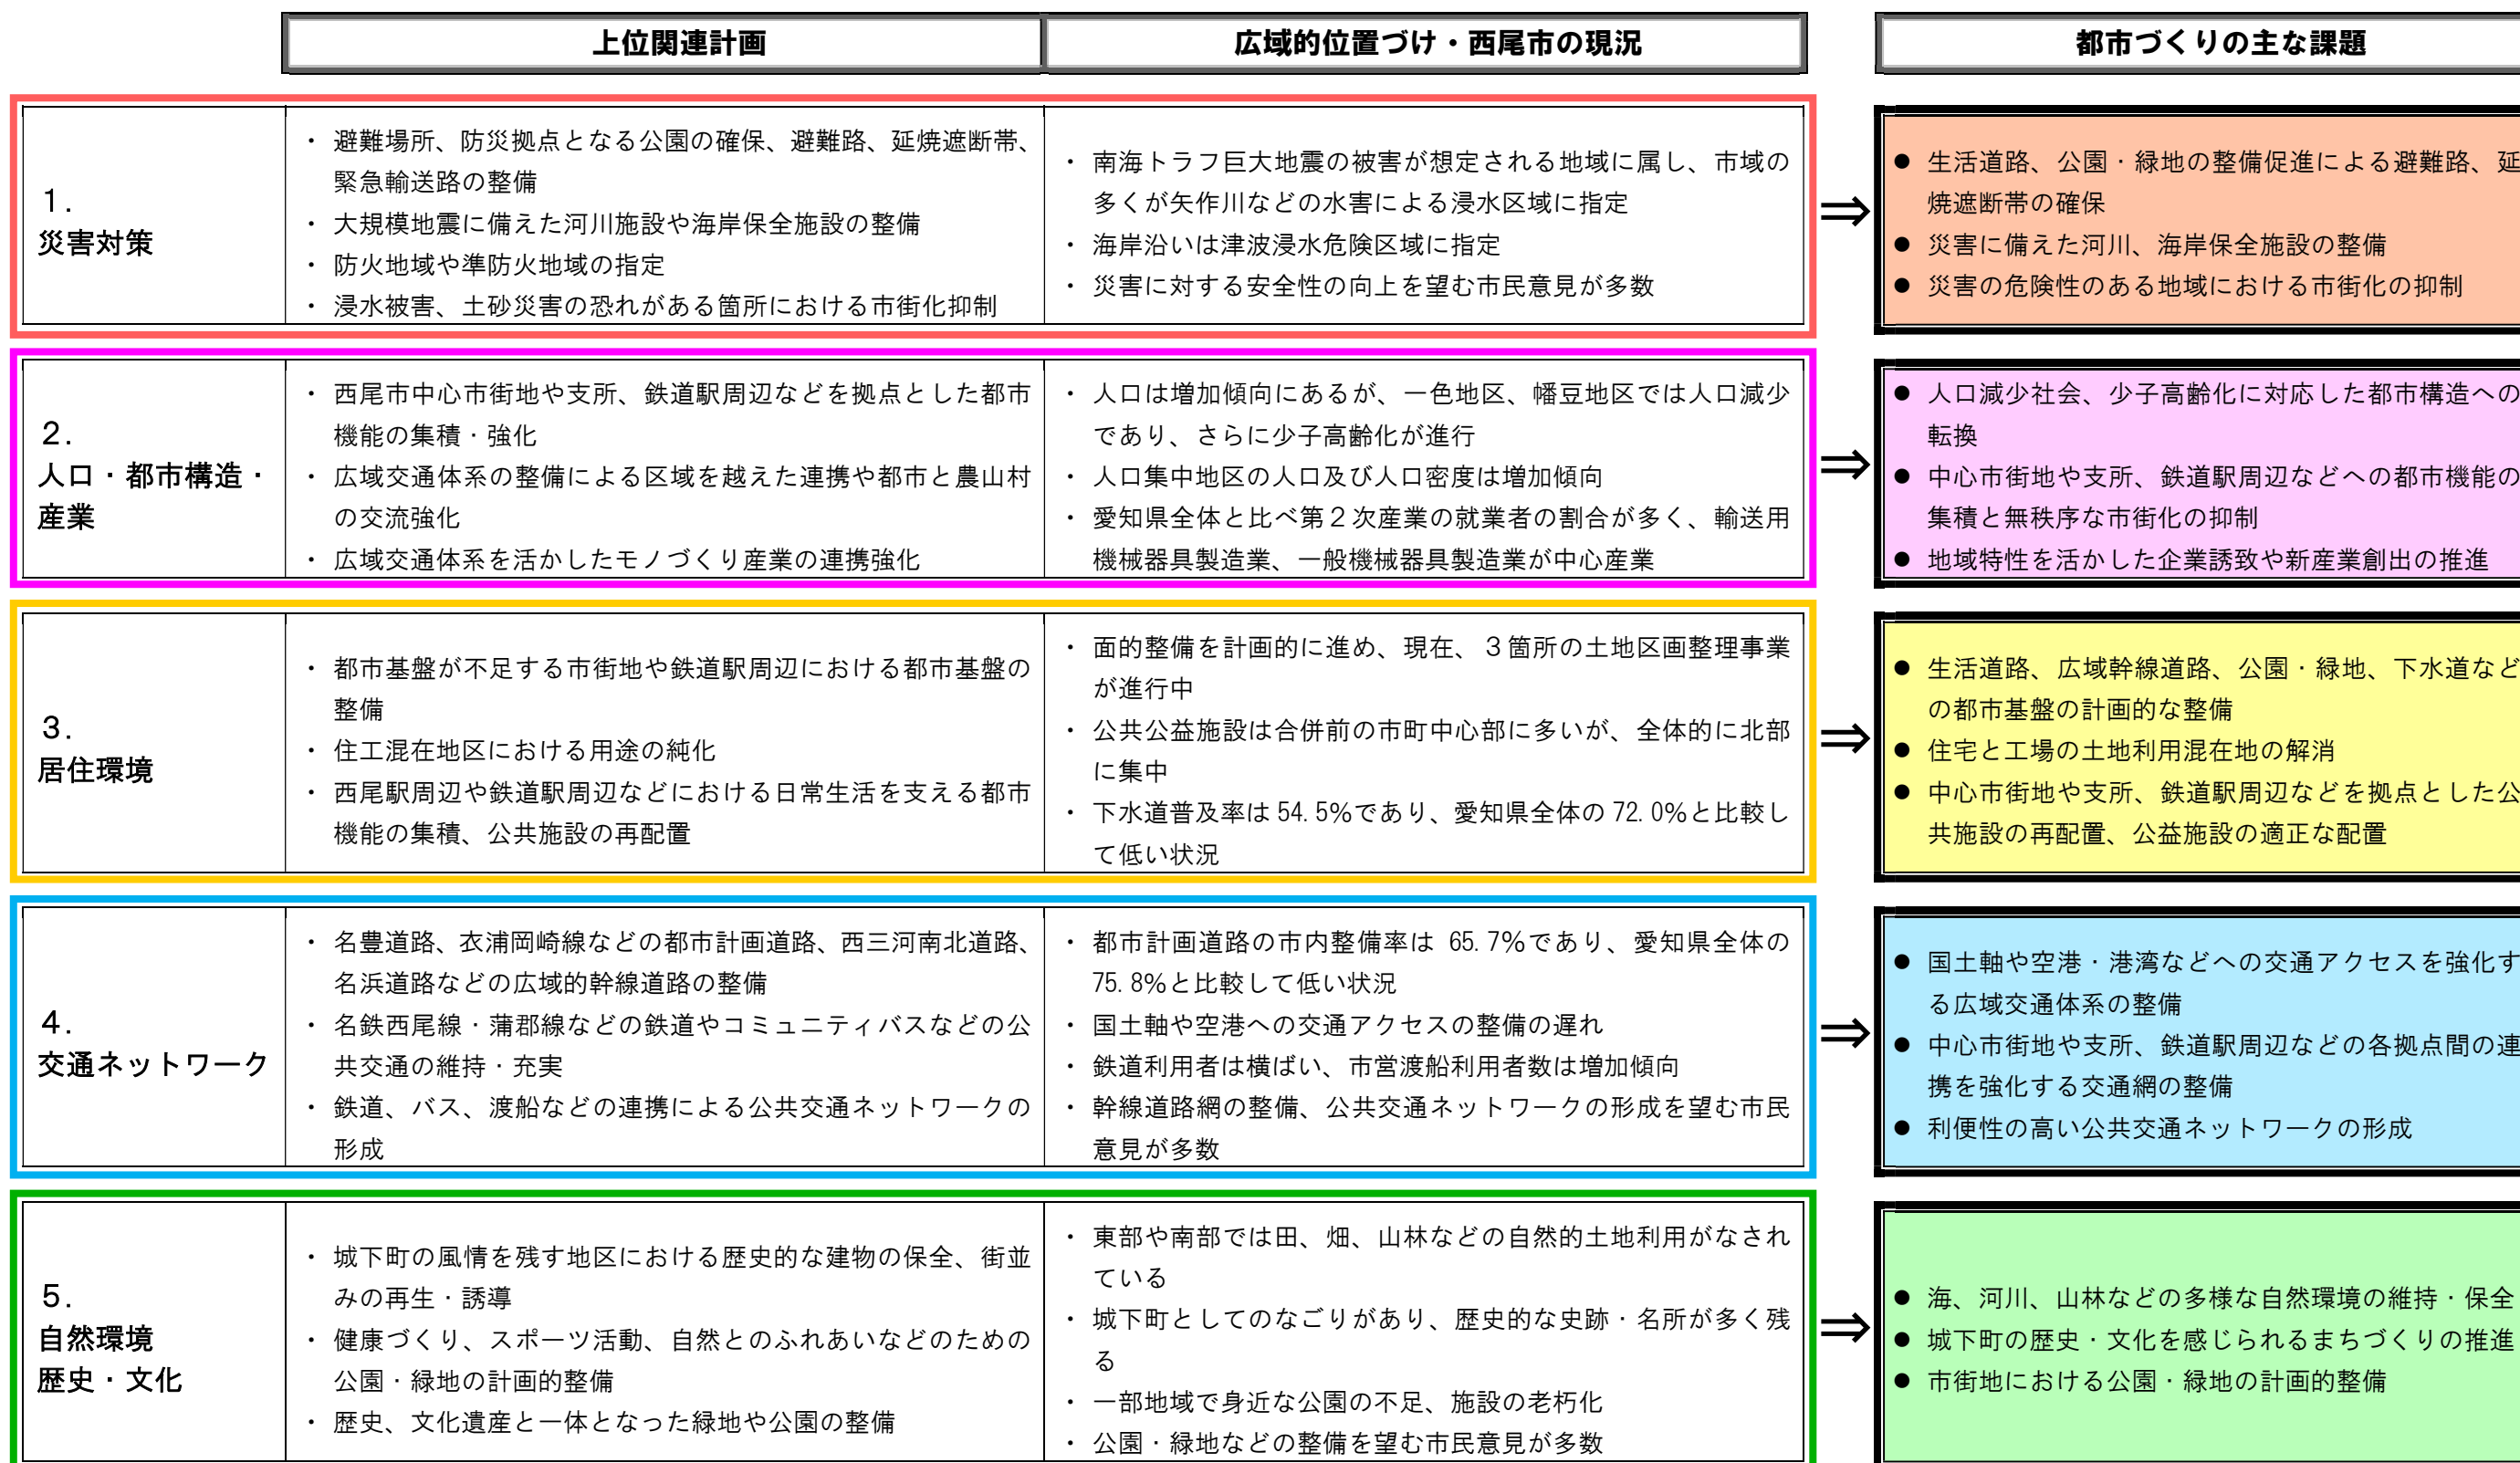 上位関連計画
広域的位置づけ・西尾市の現況
都市づくりの主な課題
1.
災害対策
・ 避難場所、防災拠点となる公園の確保、避難路、延焼遮断帯、
緊急輸送路の整備
・ 大規模地震に備えた河川施設や海岸保全施設の整備
・ 防火地域や準防火地域の指定
・ 浸水被害、土砂災害の恐れがある箇所における市街化抑制
・ 南海トラフ巨大地震の被害が想定される地域に属し、市域の
多くが矢作川などの水害による浸水区域に指定
・ 海岸沿いは津波浸水危険区域に指定
・ 災害に対する安全性の向上を望む市民意見が多数
⇒
● 生活道路、公園・緑地の整備促進による避難路、延
焼遮断帯の確保
● 災害に備えた河川、海岸保全施設の整備
● 災害の危険性のある地域における市街化の抑制
2.
人口・都市構造・
産業
・ 西尾市中心市街地や支所、鉄道駅周辺などを拠点とした都市
機能の集積・強化
・ 広域交通体系の整備による区域を越えた連携や都市と農山村
の交流強化
・ 広域交通体系を活かしたモノづくり産業の連携強化
・ 人口は増加傾向にあるが、一色地区、幡豆地区では人口減少
であり、さらに少子高齢化が進行
・ 人口集中地区の人口及び人口密度は増加傾向
・ 愛知県全体と比べ第2次産業の就業者の割合が多く、輸送用
機械器具製造業、一般機械器具製造業が中心産業
⇒
● 人口減少社会、少子高齢化に対応した都市構造への
転換
● 中心市街地や支所、鉄道駅周辺などへの都市機能の
集積と無秩序な市街化の抑制
● 地域特性を活かした企業誘致や新産業創出の推進
3.
居住環境
・ 都市基盤が不足する市街地や鉄道駅周辺における都市基盤の
整備
・ 住工混在地区における用途の純化
・ 西尾駅周辺や鉄道駅周辺などにおける日常生活を支える都市
機能の集積、公共施設の再配置
・ 面的整備を計画的に進め、現在、3箇所の土地区画整理事業
が進行中
・ 公共公益施設は合併前の市町中心部に多いが、全体的に北部
に集中
・ 下水道普及率は54.5%であり、愛知県全体の72.0%と比較し
て低い状況
⇒
● 生活道路、広域幹線道路、公園・緑地、下水道など
の都市基盤の計画的な整備
● 住宅と工場の土地利用混在地の解消
● 中心市街地や支所、鉄道駅周辺などを拠点とした公
共施設の再配置、公益施設の適正な配置
4.
交通ネットワーク
・ 名豊道路、衣浦岡崎線などの都市計画道路、西三河南北道路、
名浜道路などの広域的幹線道路の整備
・ 名鉄西尾線・蒲郡線などの鉄道やコミュニティバスなどの公
共交通の維持・充実
・ 鉄道、バス、渡船などの連携による公共交通ネットワークの
形成
・ 都市計画道路の市内整備率は 65.7%であり、愛知県全体の
75.8%と比較して低い状況
・ 国土軸や空港への交通アクセスの整備の遅れ
・ 鉄道利用者は横ばい、市営渡船利用者数は増加傾向
・ 幹線道路網の整備、公共交通ネットワークの形成を望む市民
意見が多数
⇒
● 国土軸や空港・港湾などへの交通アクセスを強化す
る広域交通体系の整備
● 中心市街地や支所、鉄道駅周辺などの各拠点間の連
携を強化する交通網の整備
● 利便性の高い公共交通ネットワークの形成
5.
自然環境
歴史・文化
・ 城下町の風情を残す地区における歴史的な建物の保全、街並
みの再生・誘導
・ 健康づくり、スポーツ活動、自然とのふれあいなどのための
公園・緑地の計画的整備
・ 歴史、文化遺産と一体となった緑地や公園の整備
・ 東部や南部では田、畑、山林などの自然的土地利用がなされ
ている
・ 城下町としてのなごりがあり、歴史的な史跡・名所が多く残
る
・ 一部地域で身近な公園の不足、施設の老朽化
・ 公園・緑地などの整備を望む市民意見が多数
⇒
● 海、河川、山林などの多様な自然環境の維持・保全
● 城下町の歴史・文化を感じられるまちづくりの推進
● 市街地における公園・緑地の計画的整備